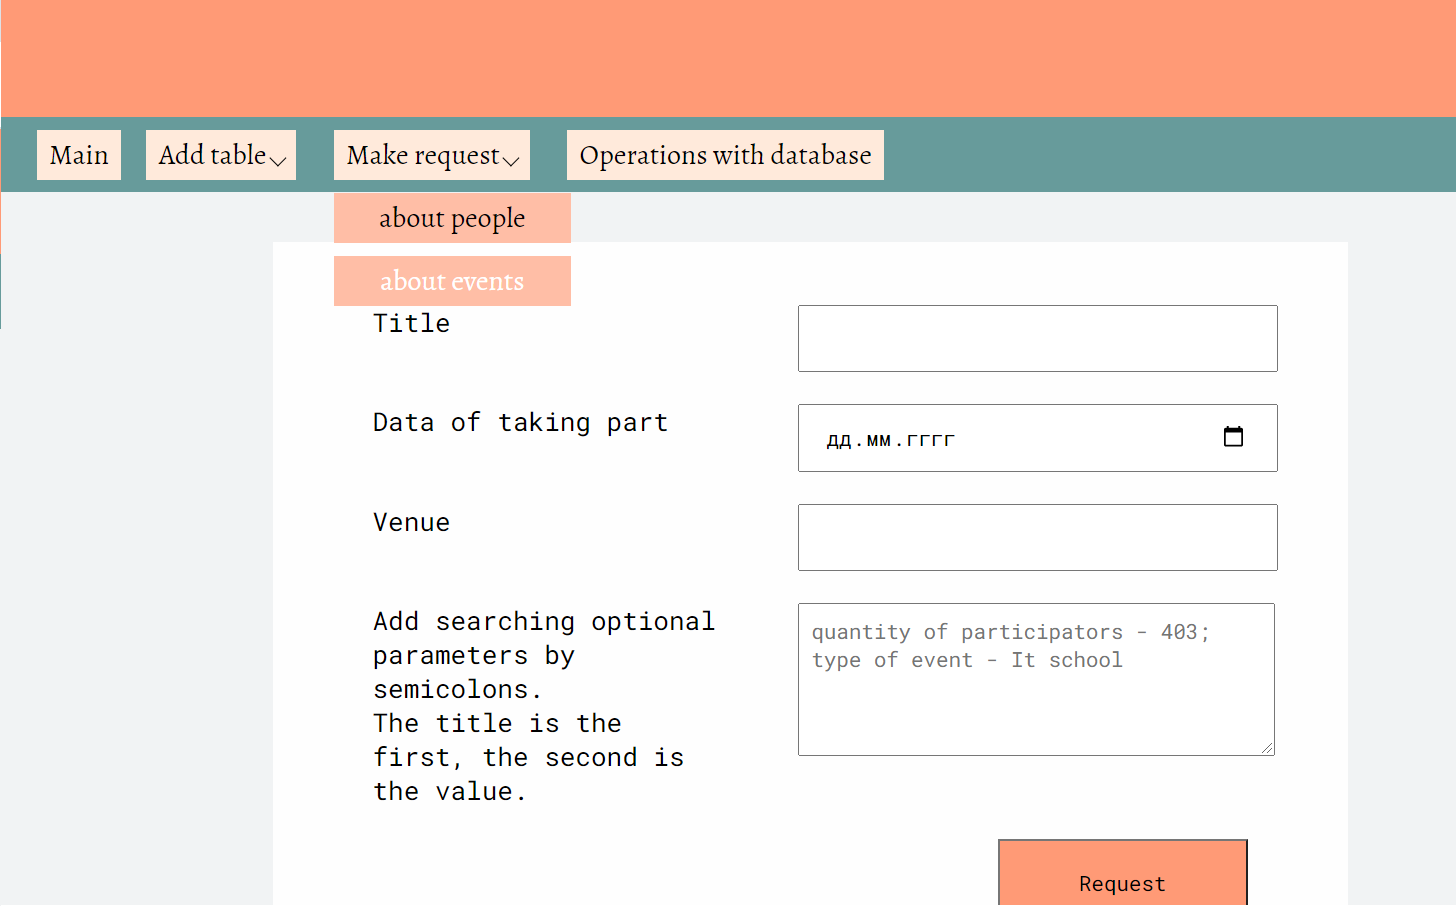 Main
Add table
Make request
Operations with database
about people
about events
Title
Data of taking part
дд.мм.гггг
Venue
Add searching optional
parameters by
semicolons.
The title is the
first, the second is
the value.
quantity of participators - 403;
type of event - It school
Request